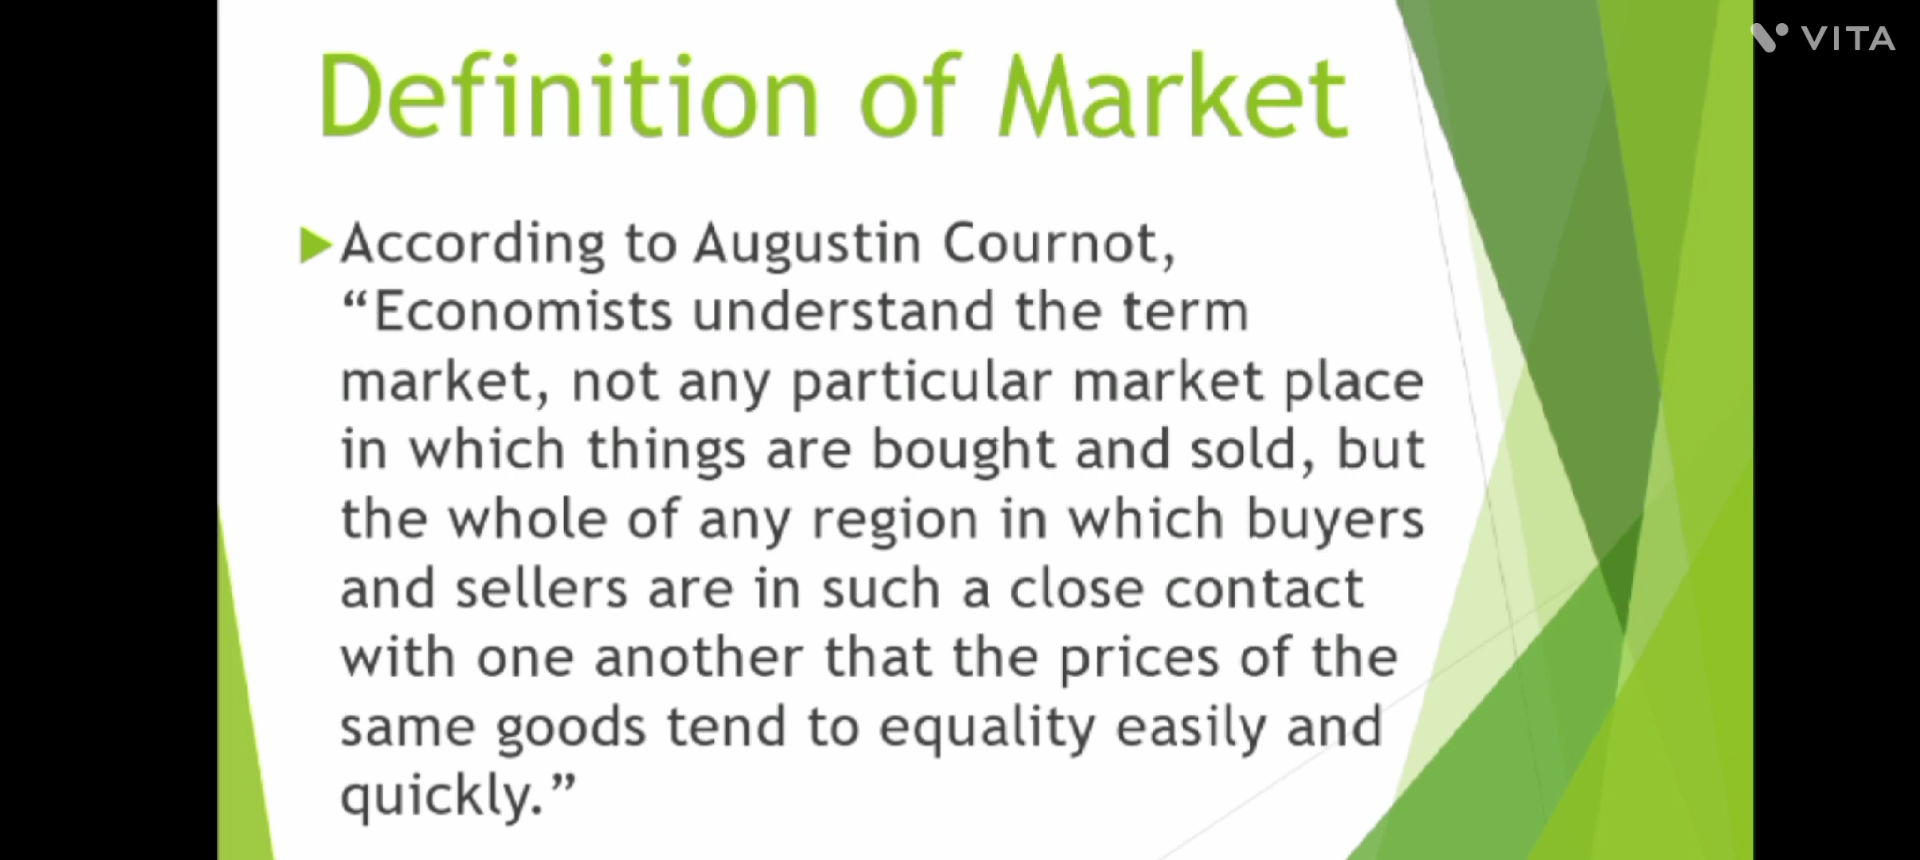 VITA
Definition of Market
According to Augustin Cournot,
“Economists understand the term
market, not any particular market place
in which things are bought and sold, but
the whole of any region in which buyers
and sellers are in such a close contact
with one another that the prices of the
same goods tend to equality easily and
quickly.”